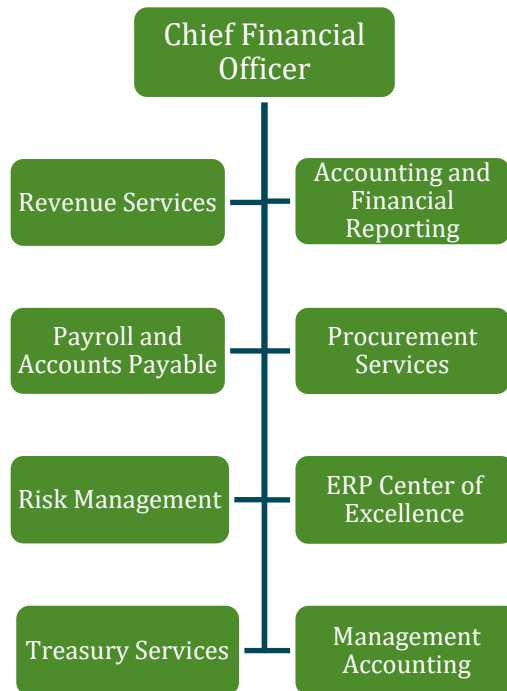 Chief Financial
Officer
Revenue Services
Accounting and
Financial
Reporting
Payroll and
Accounts Payable
Procurement
Services
Risk Management
ERP Center of
Excellence
Treasury Services
Management
Accounting